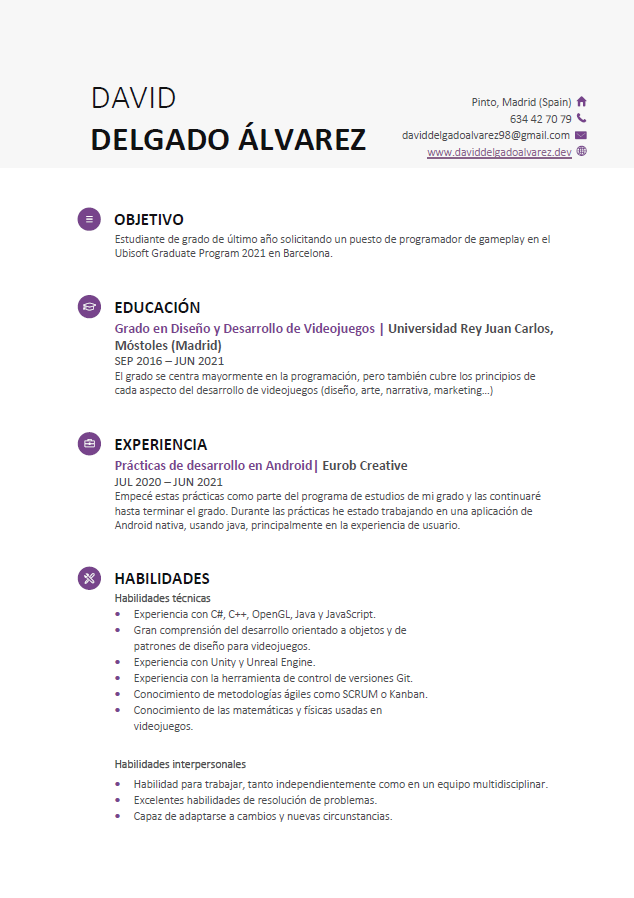 DAVID
DELGADO ÁLVAREZ
Pinto, Madrid (Spain)
634 42 70 79
daviddelgadoalvarez98@gmail.com
www.daviddelgadoalvarez.dev
OBJETIVO
Estudiante de grado de último año solicitando un puesto de programador de gameplay en el
Ubisoft Graduate Program 2021 en Barcelona.
EDUCACIÓN
Grado en Diseño y Desarrollo de Videojuegos | Universidad Rey Juan Carlos,
Móstoles (Madrid)
SEP 2016 – JUN 2021
El grado se centra mayormente en la programación, pero también cubre los principios de
cada aspecto del desarrollo de videojuegos (diseño, arte, narrativa, marketing...)
EXPERIENCIA
Prácticas de desarrollo en Android| Eurob Creative
JUL 2020 – JUN 2021
Empecé estas prácticas como parte del programa de estudios de mi grado y las continuaré
hasta terminar el grado. Durante las prácticas he estado trabajando en una aplicación de
Android nativa, usando java, principalmente en la experiencia de usuario.
HABILIDADES
Habilidades técnicas
• Experiencia con C#, C++, OpenGL, Java y JavaScript.
• Gran comprensión del desarrollo orientado a objetos y de
patrones de diseño para videojuegos.
• Experiencia con Unity y Unreal Engine.
• Experiencia con la herramienta de control de versiones Git.
• Conocimiento de metodologías ágiles como SCRUM o Kanban.
• Conocimiento de las matemáticas y físicas usadas en
videojuegos.
Habilidades interpersonales
• Habilidad para trabajar, tanto independientemente como en un equipo multidisciplinar.
• Excelentes habilidades de resolución de problemas.
• Capaz de adaptarse a cambios y nuevas circunstancias.